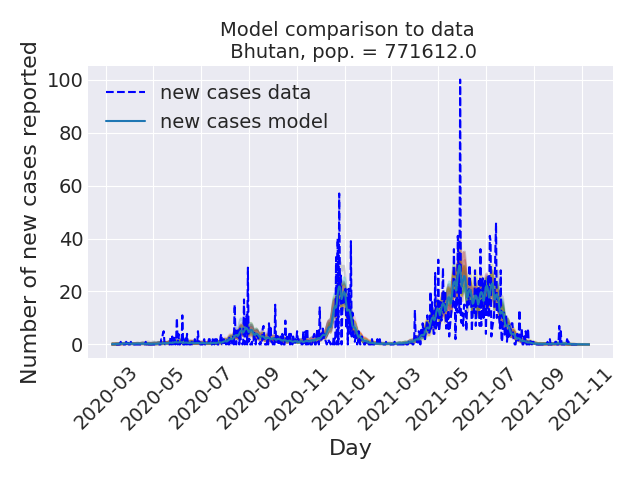 Model comparison to data
Bhutan, pop. = 771612.0
Number of new cases reported
100
80
60
40
20
0
new cases data
new cases model
2020-03
2020-05
2020-07
2020-09
2020-11
2021-01
2021-03
2021-05
2021-07
2021-09
2021-11
Day